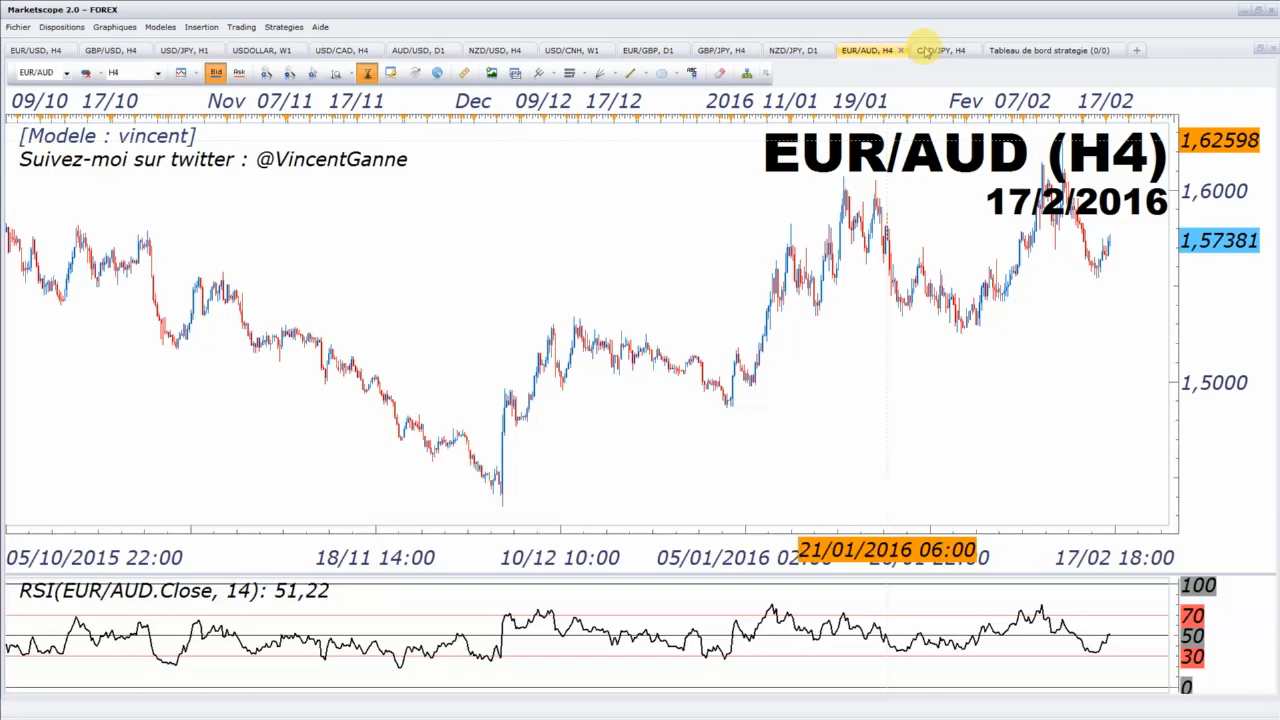 Marketscope 2.0 - FOREX
Fichier Dispositions Graphiques Modeles Insertion Trading Strategies Aide
EUR/USD, H4 GBP/USD, H4 USD/JPY, H1 USDOLLAR, W1 USD/CAD, H4 AUD/USD, D1 NZD/USD, H4 USD/CNH, W1 EUR/GBP, D1 GBP/JPY, H4 NZD/JPY, D1 EUR/AUD, H4 CAD/JPY, H4 Tableau de bord strategie (0/0)
EUR/AUD H4 Bid Ask ABC
09/10 17/10 Nov 07/11 17/11 Dec 09/12 17/12 2016 11/01 19/01 Fev 07/02 17/02
[Modele : vincent]
Suivez-moi sur twitter : @VincentGanne
EUR/AUD (H4)
17/2/2016
1,62598
1,6000
1,57381
1,5000
05/10/2015 22:00 18/11 14:00 10/12 10:00 05/01/2016 21/01/2016 06:00 17/02 18:00
RSI(EUR/AUD.Close, 14): 51,22
100
70
50
30
0